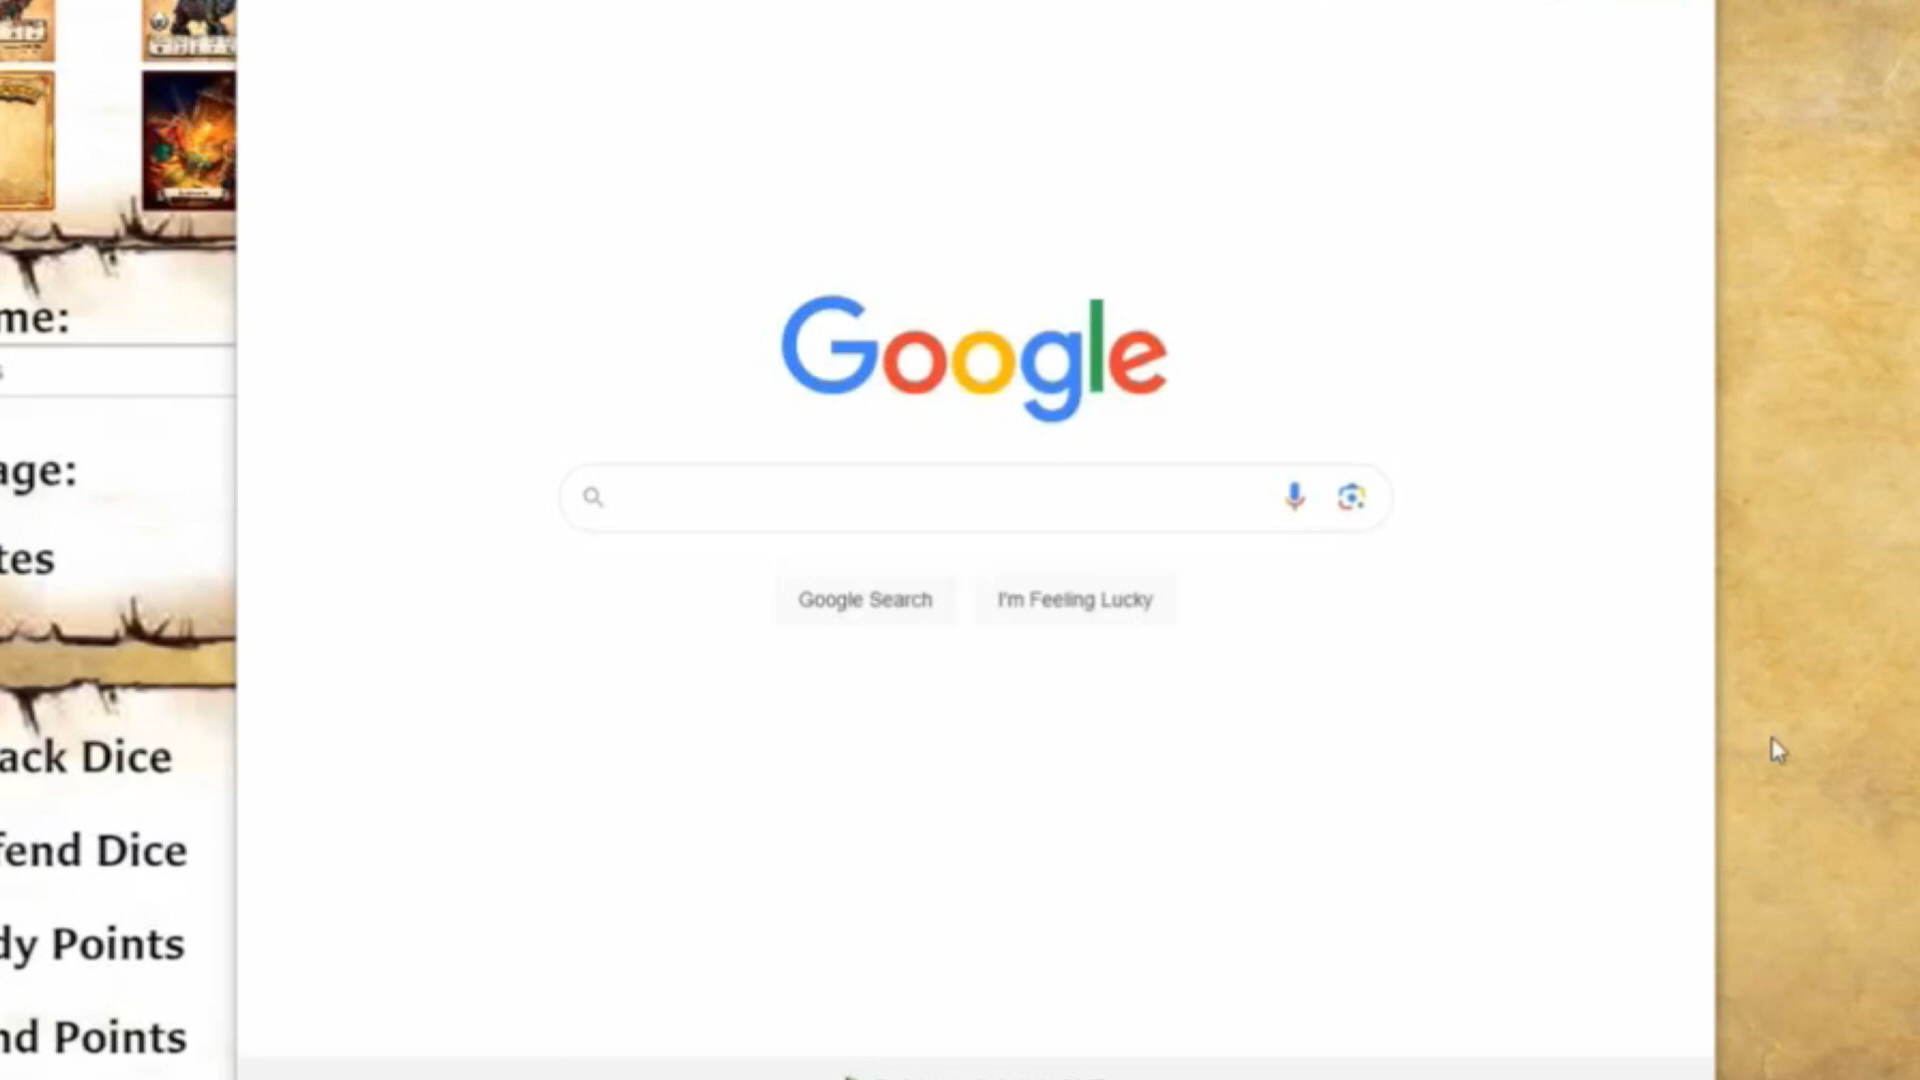 me:
age:
tes
ack Dice
fend Dice
dy Points
nd Points
Google
Google Search
I'm Feeling Lucky